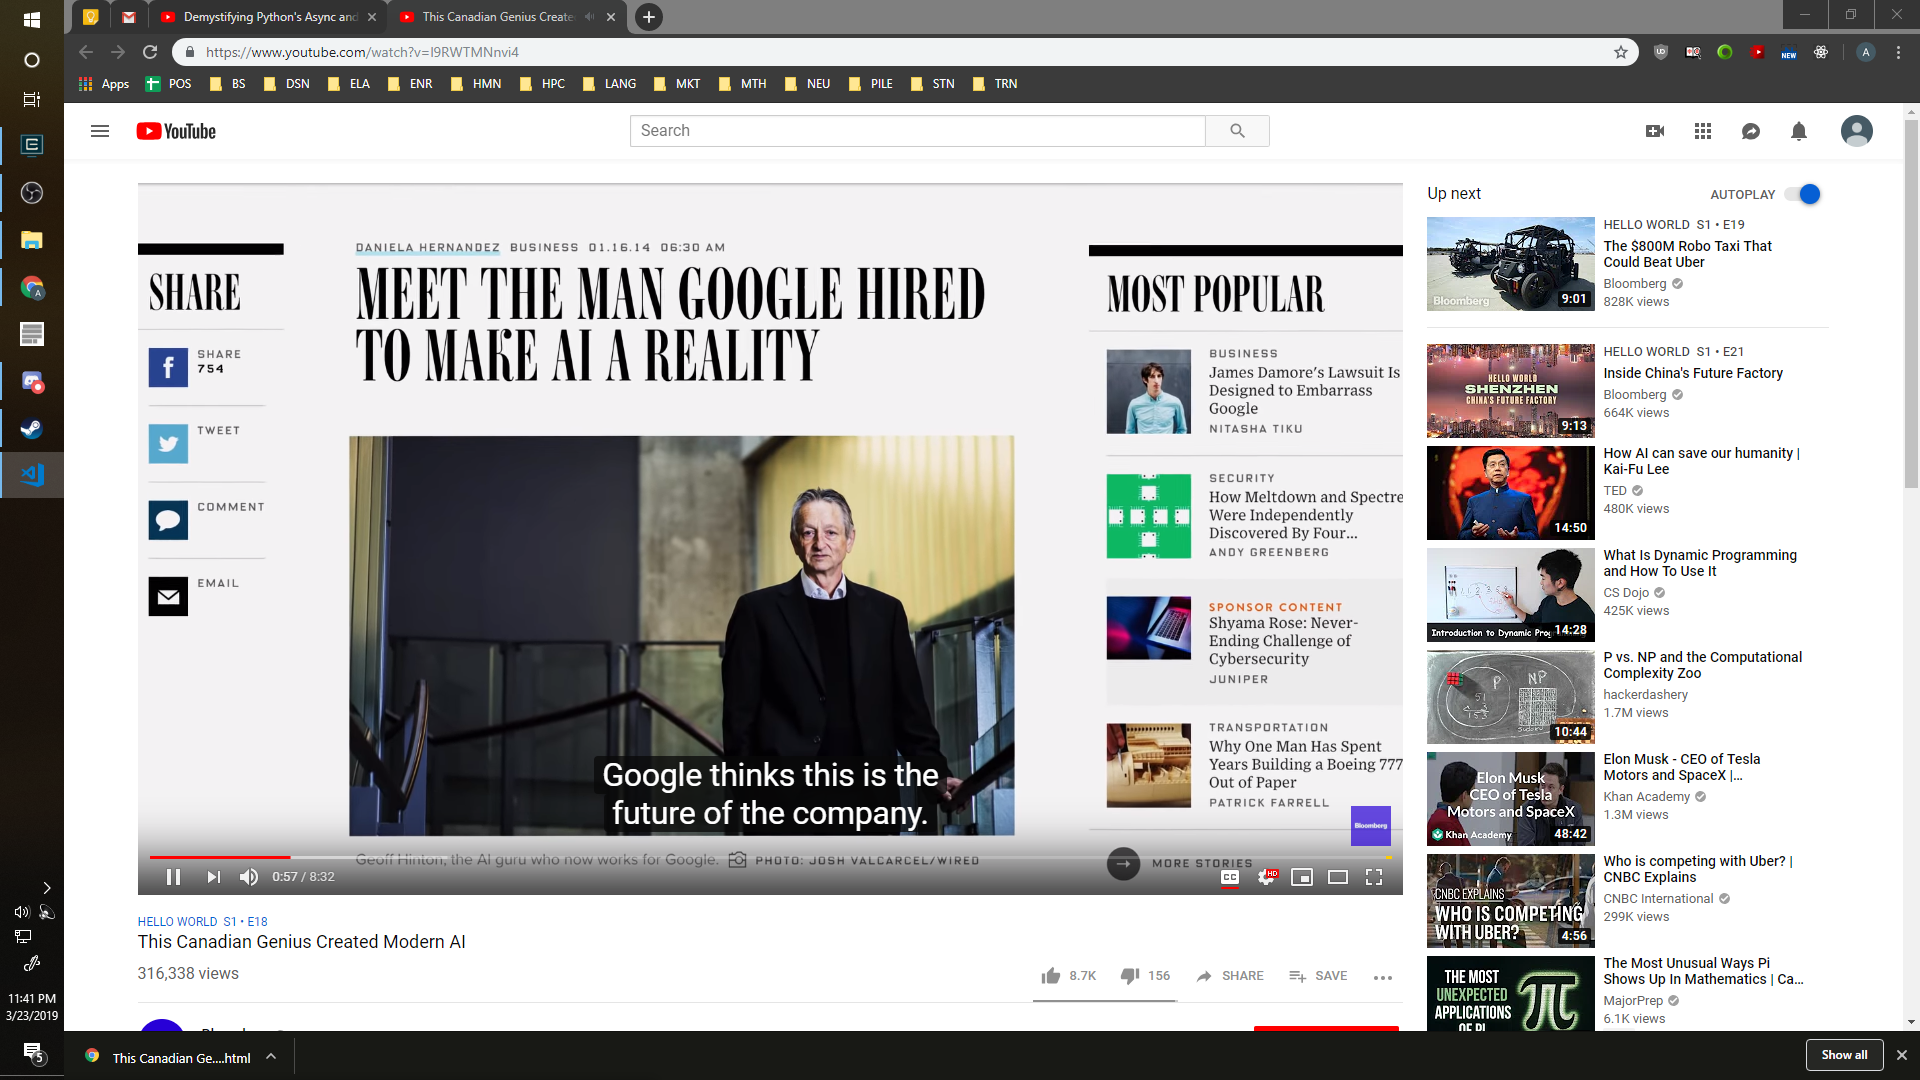 Demystifying Python's Async and
This Canadian Genius Create
https://www.youtube.com/watch?v=I9RWTMNnvi4
Apps POS BS DSN ELA ENR HMN HPC LANG MKT MTH NEU PILE STN TRN
YouTube
Search
DANIELA HERNANDEZ BUSINESS 01.16.14 06:30 AM
MEET THE MAN GOOGLE HIRED
TO MAKE AI A REALITY
SHARE
SHARE
754
TWEET
COMMENT
EMAIL
MOST POPULAR
BUSINESS
James Damore's Lawsuit Is
Designed to Embarrass
Google
NITASHA TIKU
SECURITY
How Meltdown and Spectre
Were Independently
Discovered By Four...
ANDY GREENBERG
SPONSOR CONTENT
Shyama Rose: Never-
Ending Challenge of
Cybersecurity
JUNIPER
TRANSPORTATION
Why One Man Has Spent
Years Building a Boeing 777
Out of Paper
PATRICK FARRELL
Bloomberg
MORE STORIES
Google thinks this is the
future of the company.
Geoff Hinton, the AI guru who now works for Google. PHOTO: JOSH VALCARCEL/WIRED
0:57 / 8:32
CC HD
HELLO WORLD S1 • E18
This Canadian Genius Created Modern AI
316,338 views
8.7K 156 SHARE SAVE
Up next
AUTOPLAY
Bloomberg
9:01
HELLO WORLD S1 • E19
The $800M Robo Taxi That
Could Beat Uber
Bloomberg
828K views
HELLO WORLD
SHENZHEN
CHINA'S FUTURE FACTORY
9:13
HELLO WORLD S1 • E21
Inside China's Future Factory
Bloomberg
664K views
14:50
How AI can save our humanity |
Kai-Fu Lee
TED
480K views
Introduction to Dynamic
14:28
What Is Dynamic Programming
and How To Use It
CS Dojo
425K views
P NP
10:44
P vs. NP and the Computational
Complexity Zoo
hackerdashery
1.7M views
Elon Musk
CEO of Tesla
Motors and SpaceX
Khan Academy
48:42
Elon Musk - CEO of Tesla
Motors and SpaceX |...
Khan Academy
1.3M views
CNBC EXPLAINS
WHO IS COMPETING
WITH UBER?
4:56
Who is competing with Uber? |
CNBC Explains
CNBC International
299K views
THE MOST
UNEXPECTED
APPLICATIONS
OF PI
The Most Unusual Ways Pi
Shows Up In Mathematics | Ca...
MajorPrep
6.1K views
11:41 PM
3/23/2019
5
This Canadian Ge....html
Show all